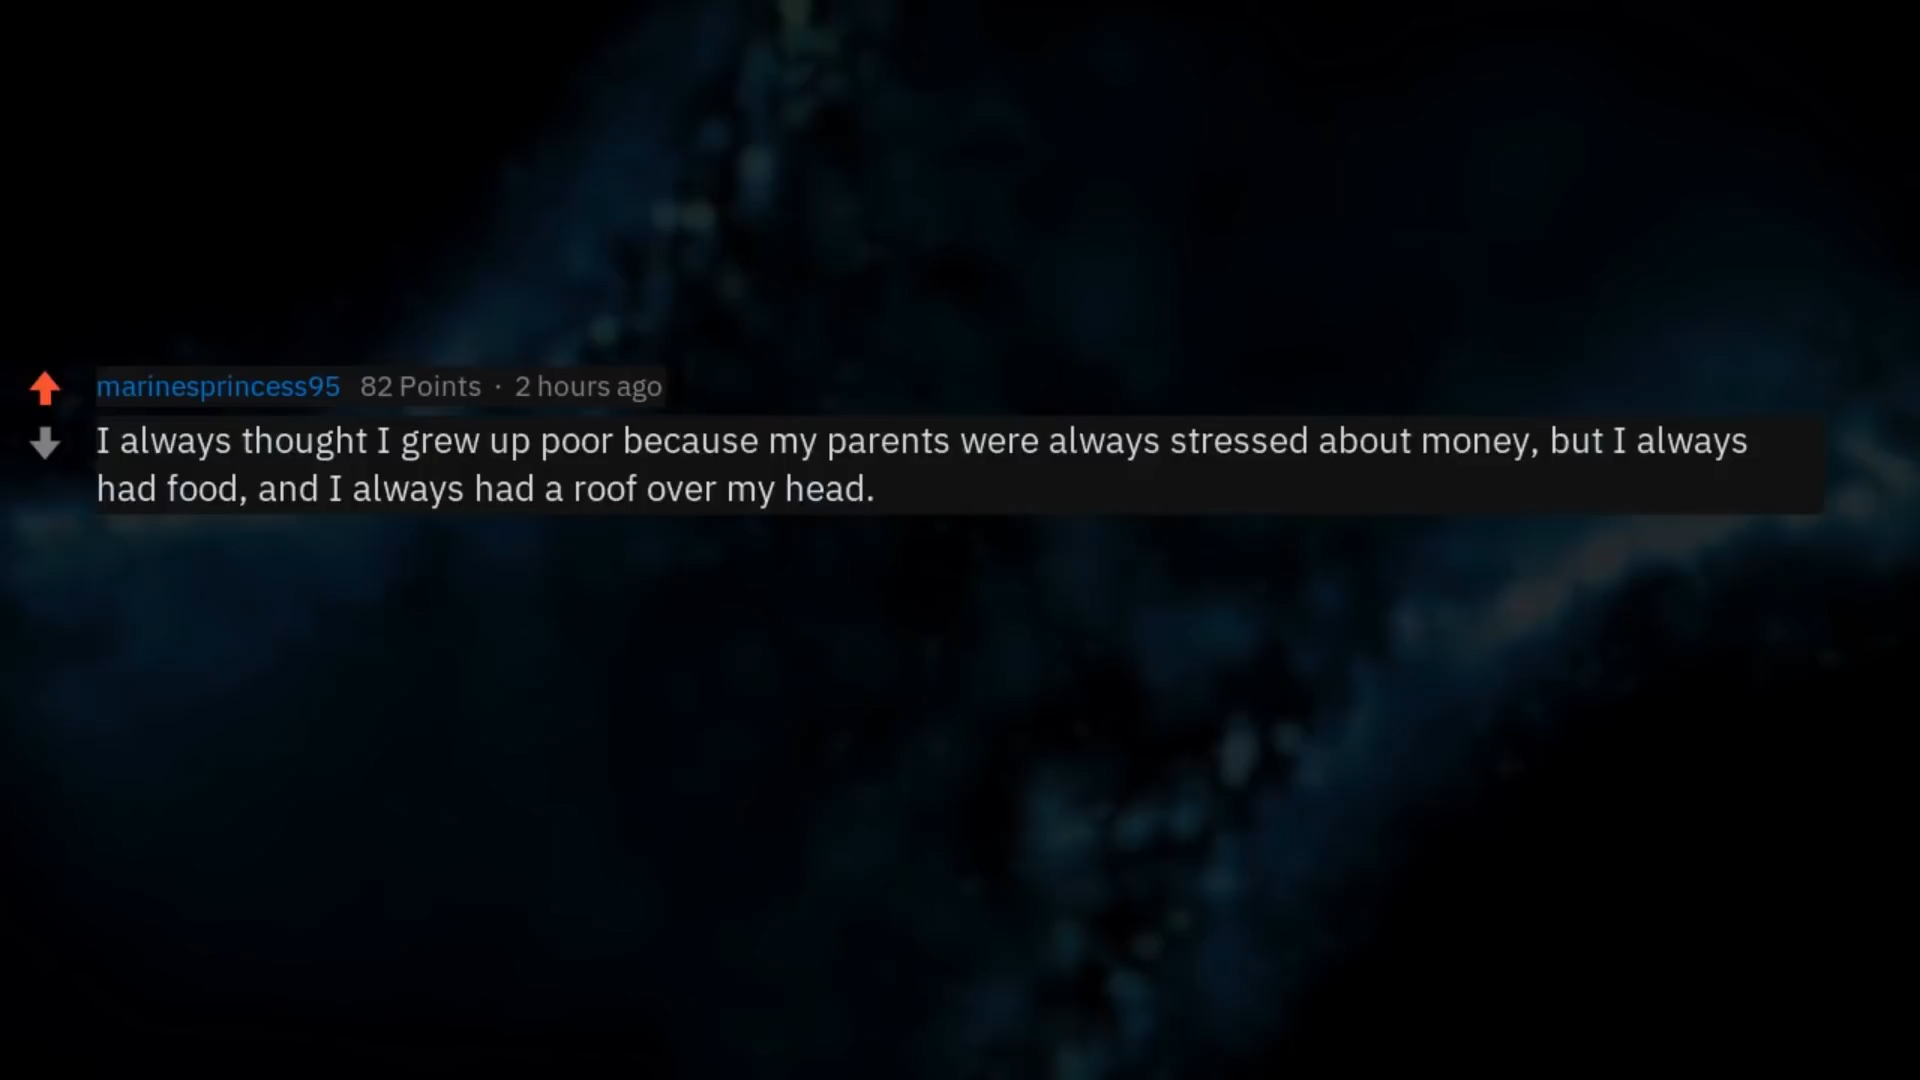 marinesprincess95 82 Points · 2 hours ago
I always thought I grew up poor because my parents were always stressed about money, but I always
had food, and I always had a roof over my head.